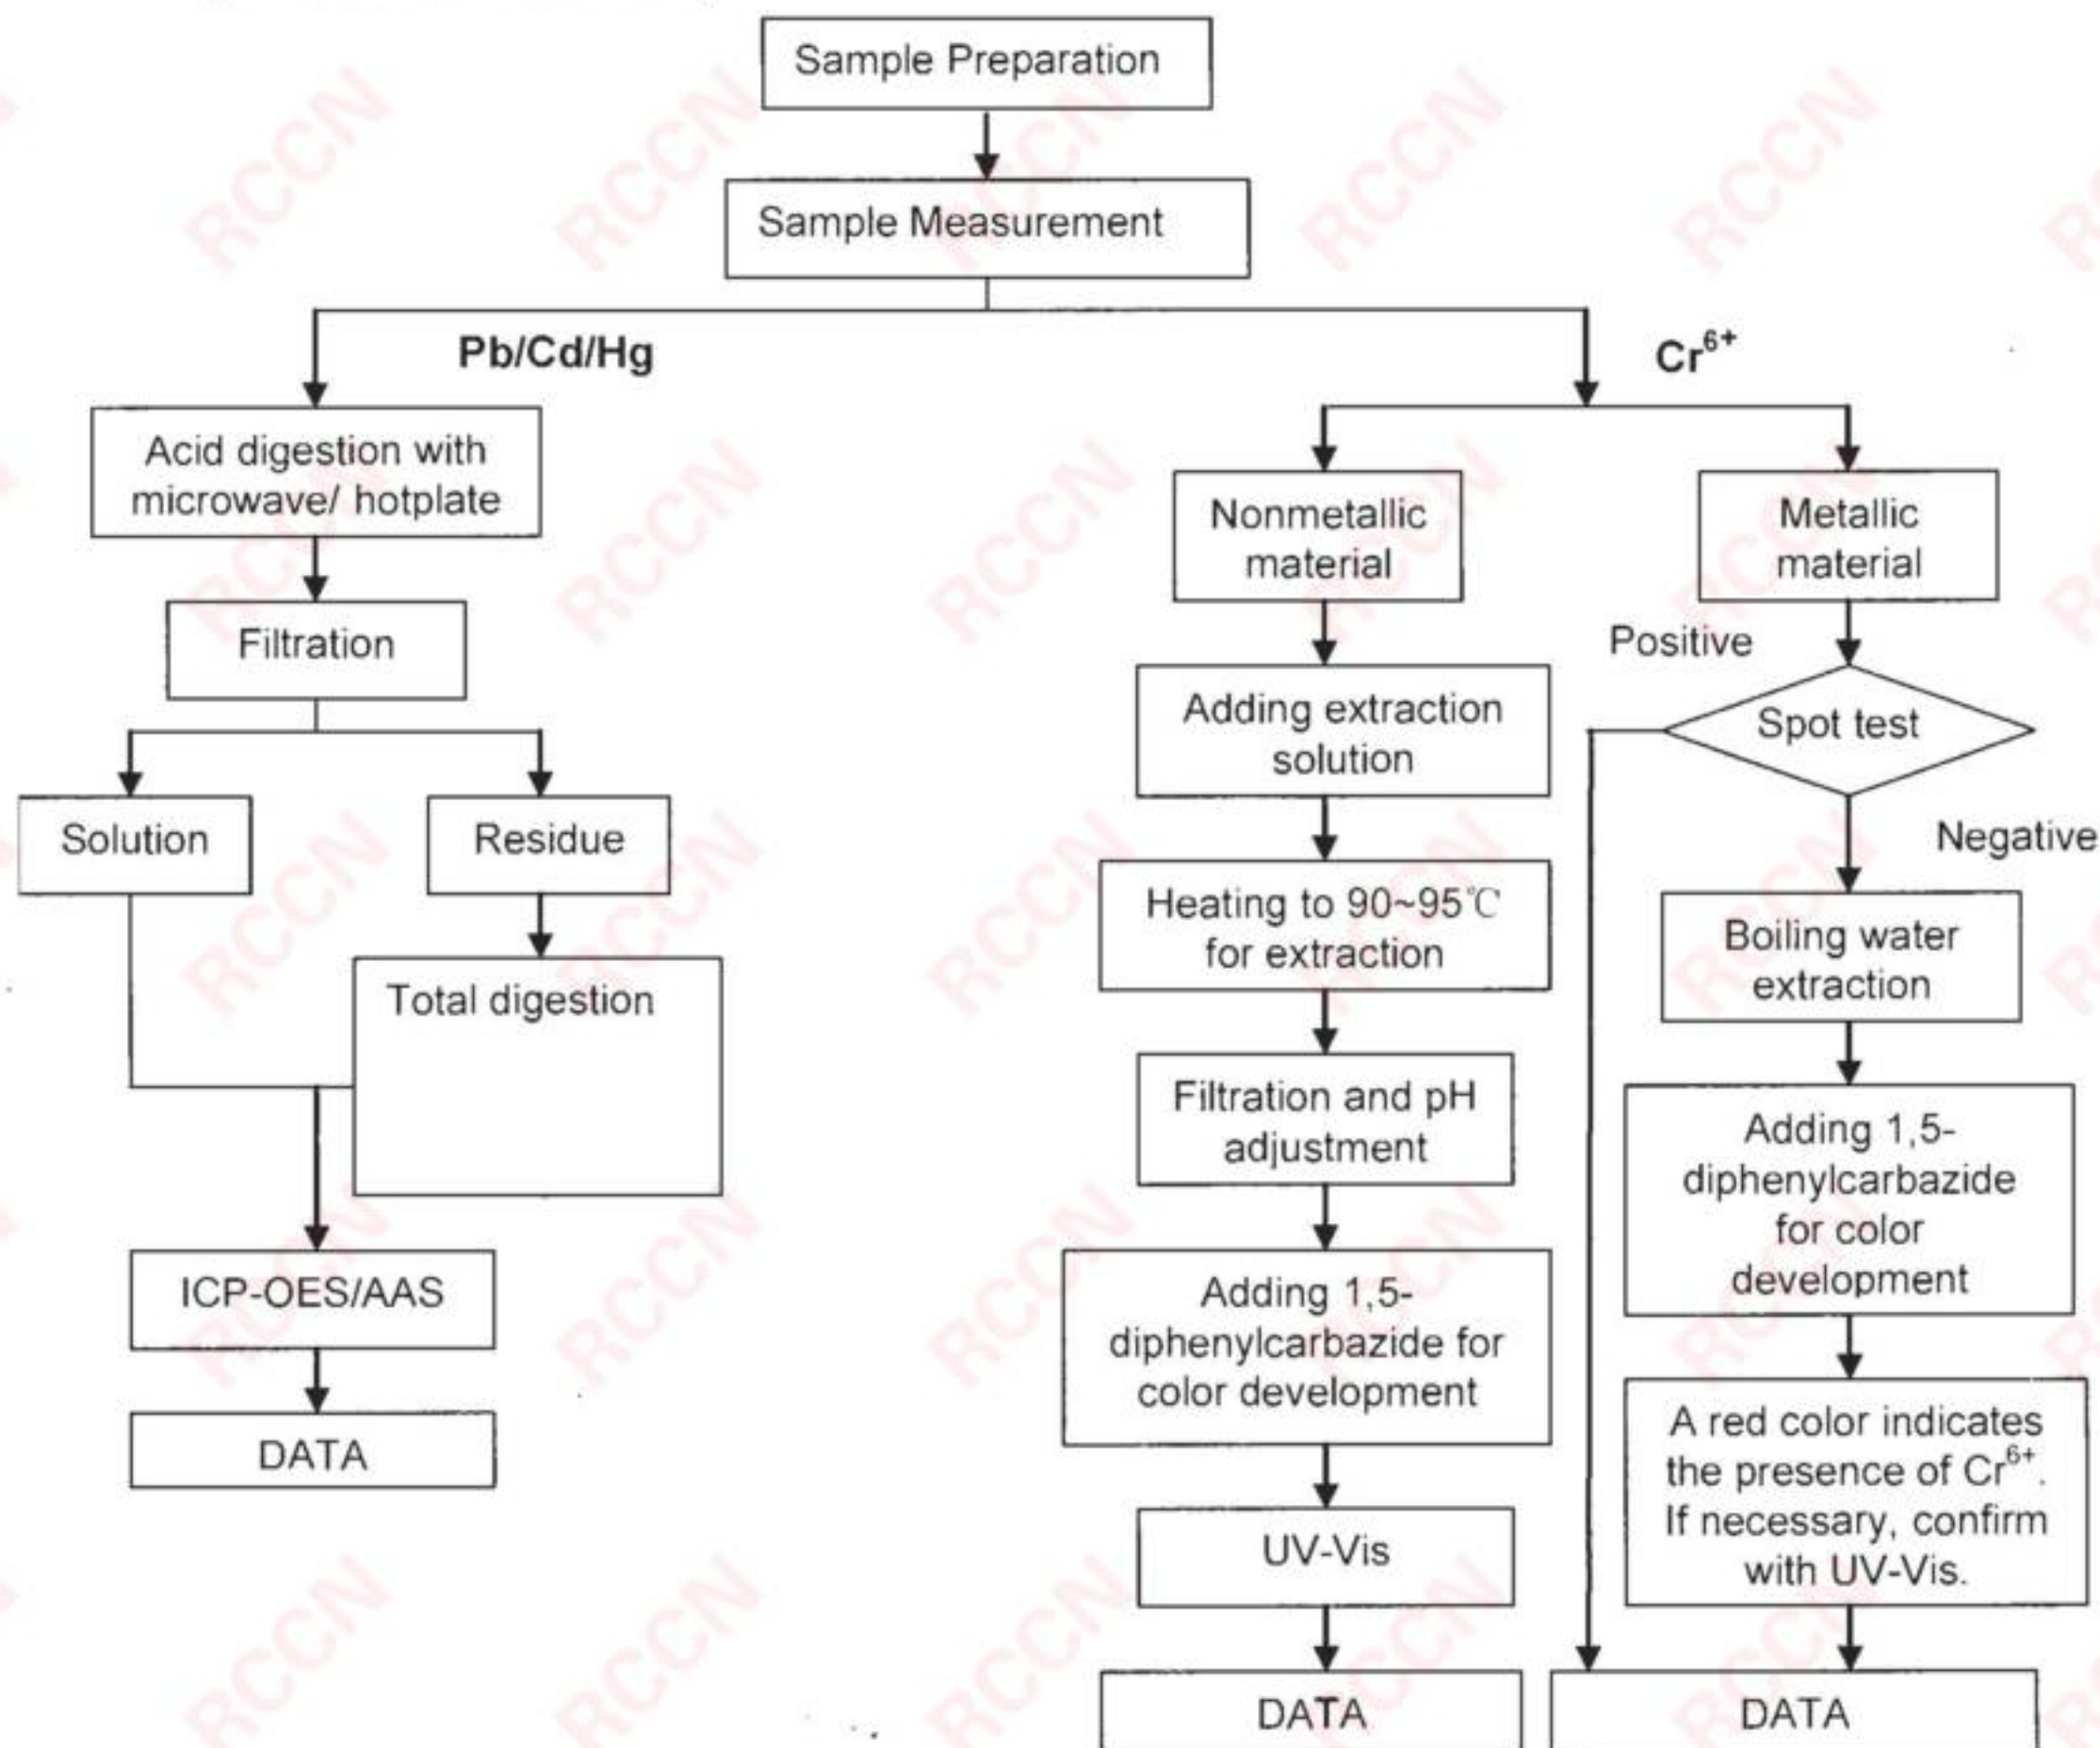 Sample Preparation
Sample Measurement
Pb/Cd/Hg
Cr⁶⁺
Acid digestion with
microwave/ hotplate
Filtration
Solution
Residue
Total digestion
ICP-OES/AAS
DATA
Nonmetallic
material
Adding extraction
solution
Heating to 90~95℃
for extraction
Filtration and pH
adjustment
Adding 1,5-
diphenylcarbazide for
color development
UV-Vis
DATA
Metallic
material
Positive
Spot test
Negative
Boiling water
extraction
Adding 1,5-
diphenylcarbazide
for color
development
A red color indicates
the presence of Cr⁶⁺.
If necessary, confirm
with UV-Vis.
DATA
RCCN